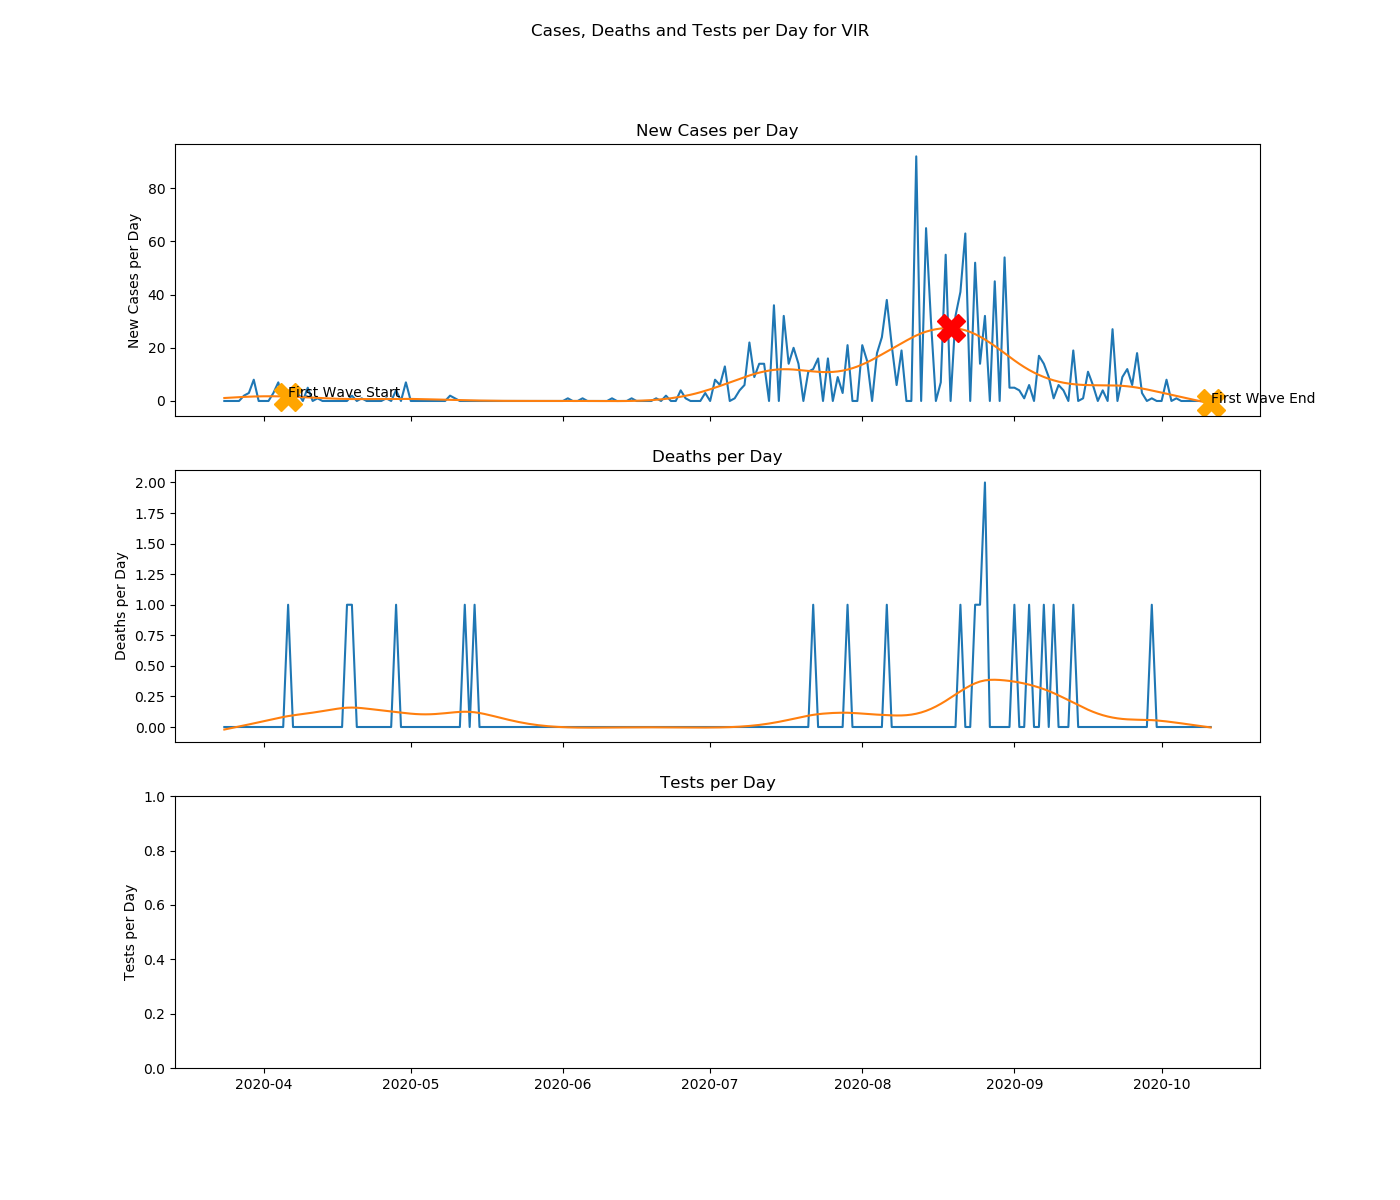 Cases, Deaths and Tests per Day for VIR
New Cases per Day
New Cases per Day
80
60
40
20
0
First Wave Start
First Wave End
Deaths per Day
Deaths per Day
2.00
1.75
1.50
1.25
1.00
0.75
0.50
0.25
0.00
Tests per Day
Tests per Day
1.0
0.8
0.6
0.4
0.2
0.0
2020-04 2020-05 2020-06 2020-07 2020-08 2020-09 2020-10